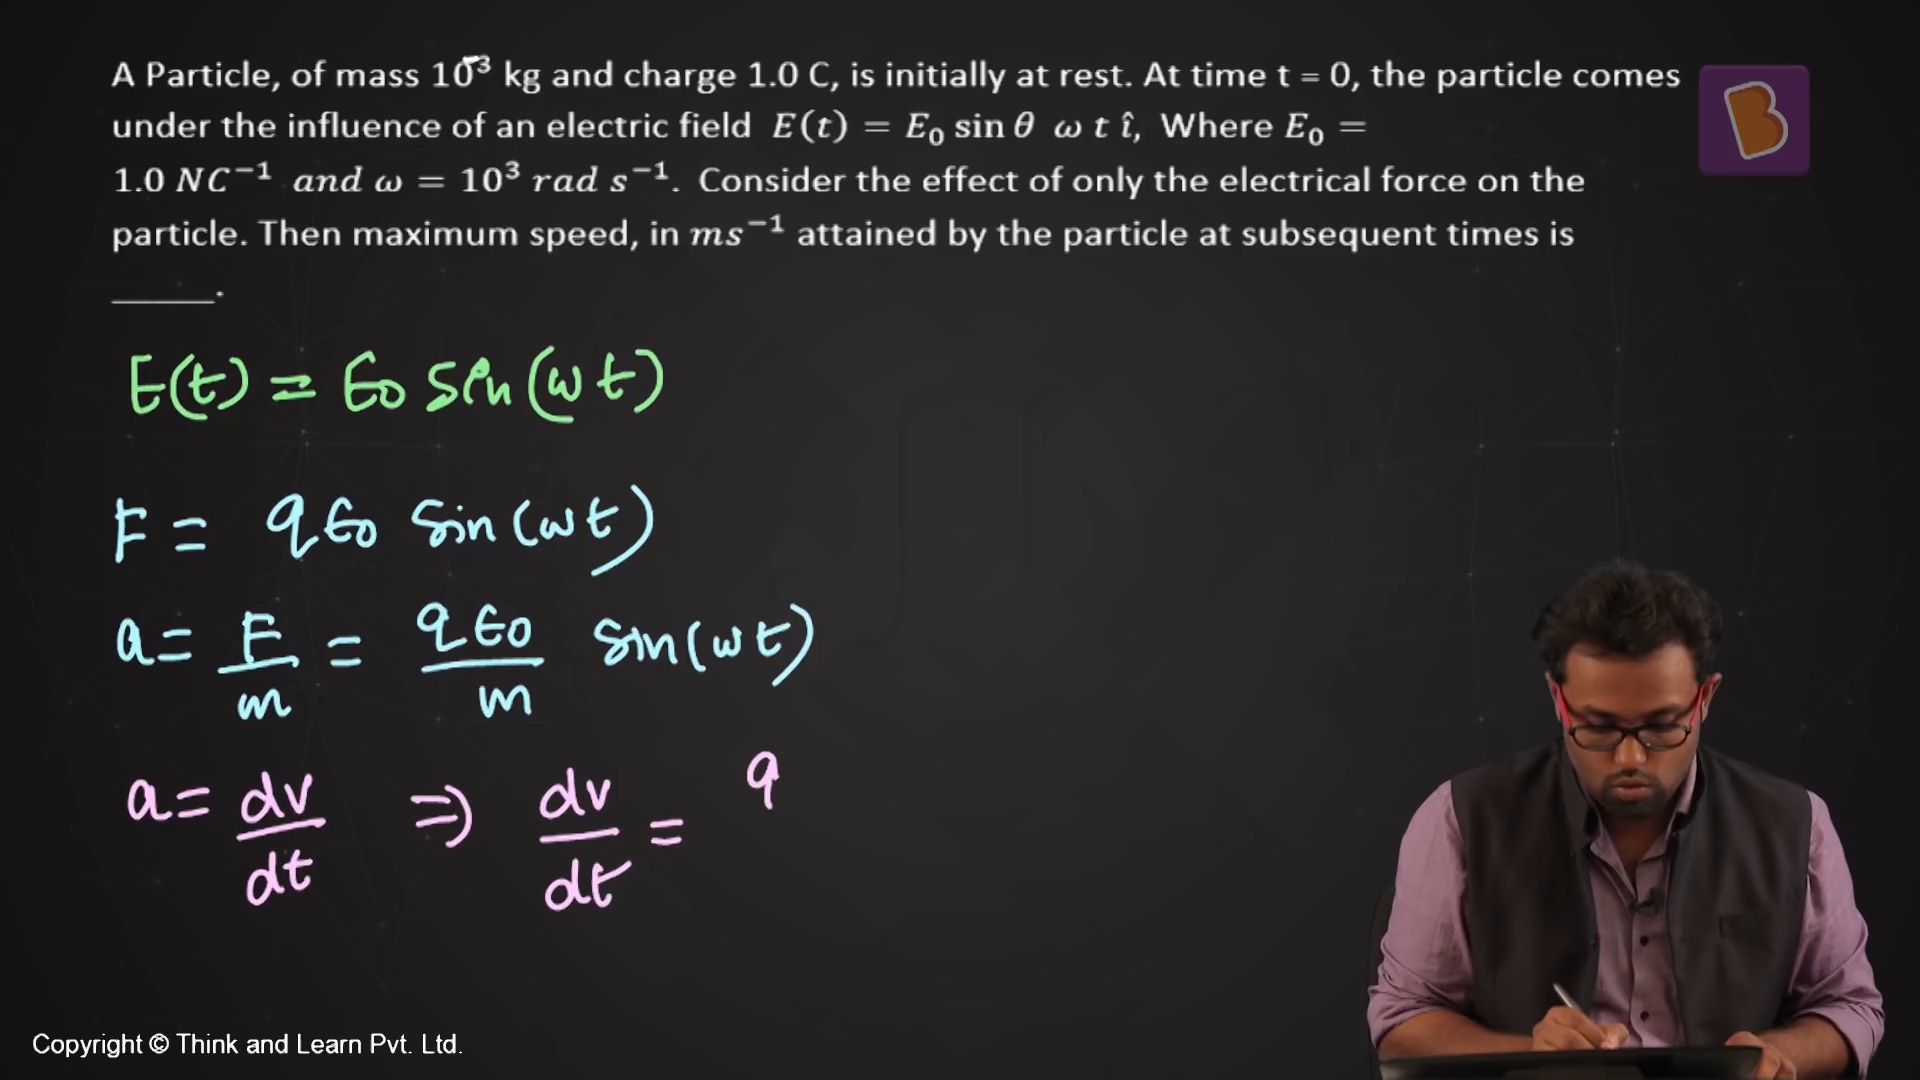 A Particle, of mass 10⁻³ kg and charge 1.0 C, is initially at rest. At time t = 0, the particle comes
under the influence of an electric field E(t) = E₀ sin θ ω t î, Where E₀ =
1.0 NC⁻¹ and ω = 10³ rad s⁻¹. Consider the effect of only the electrical force on the
particle. Then maximum speed, in ms⁻¹ attained by the particle at subsequent times is
______.
E(t) = E₀ sin (ωt)
F = qE₀ sin (ωt)
a = F/m = qE₀/m sin(ωt)
a = dv/dt ⇒ dv/dt = q
Copyright © Think and Learn Pvt. Ltd.